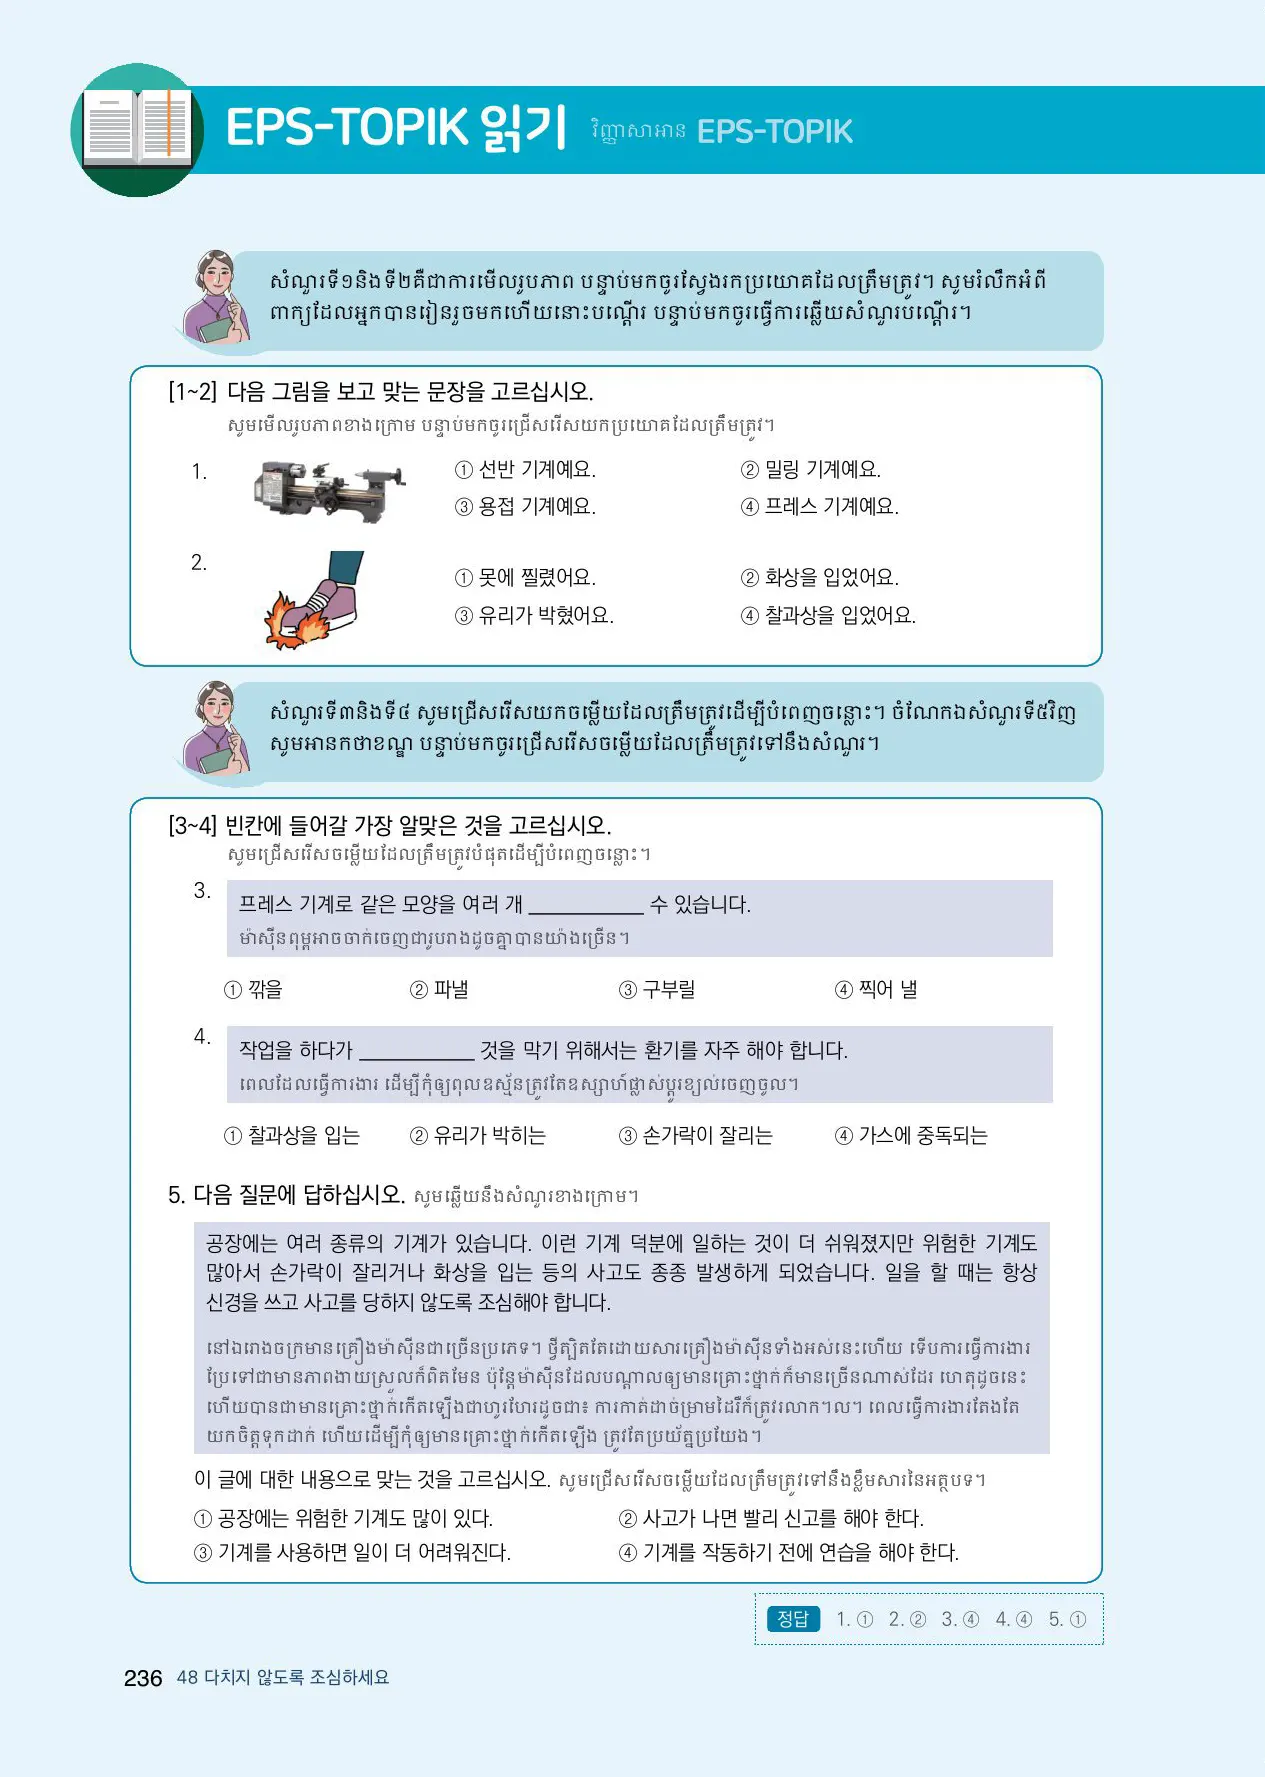 EPS-TOPIK 읽기 វិញ្ញាសាអាន EPS-TOPIK
សំណួរទី១និងទី២គឺជាការមើលរូបភាព បន្ទាប់មកចូរស្វែងរកប្រយោគដែលត្រឹមត្រូវ។ សូមរំលឹកអំពី
ពាក្យដែលអ្នកបានរៀនរួចមកហើយនោះបណ្តើរ បន្ទាប់មកចូរធ្វើការឆ្លើយសំណួរបណ្តើរ។
[1~2] 다음 그림을 보고 맞는 문장을 고르십시오.
សូមមើលរូបភាពខាងក្រោម បន្ទាប់មកចូរជ្រើសរើសយកប្រយោគដែលត្រឹមត្រូវ។
1.
① 선반 기계예요. ② 밀링 기계예요.
③ 용접 기계예요. ④ 프레스 기계예요.
2.
① 못에 찔렸어요. ② 화상을 입었어요.
③ 유리가 박혔어요. ④ 찰과상을 입었어요.
សំណួរទី៣និងទី៤ សូមជ្រើសរើសយកចម្លើយដែលត្រឹមត្រូវដើម្បីបំពេញចន្លោះ។ ចំណែកឯសំណួរទី៥វិញ
សូមអានកថាខណ្ឌ បន្ទាប់មកចូរជ្រើសរើសចម្លើយដែលត្រឹមត្រូវទៅនឹងសំណួរ។
[3~4] 빈칸에 들어갈 가장 알맞은 것을 고르십시오.
សូមជ្រើសរើសចម្លើយដែលត្រឹមត្រូវបំផុតដើម្បីបំពេញចន្លោះ។
3. 프레스 기계로 같은 모양을 여러 개 ___________ 수 있습니다.
ម៉ាស៊ីនពុម្ពអាចចាក់ចេញជារូបរាងដូចគ្នាបានយ៉ាងច្រើន។
① 깎을 ② 파낼 ③ 구부릴 ④ 찍어 낼
4. 작업을 하다가 ___________ 것을 막기 위해서는 환기를 자주 해야 합니다.
ពេលដែលធ្វើការងារ ដើម្បីកុំឲ្យពុលឧស្ម័នត្រូវតែឧស្សាហ៍ផ្លាស់ប្តូរខ្យល់ចេញចូល។
① 찰과상을 입는 ② 유리가 박히는 ③ 손가락이 잘리는 ④ 가스에 중독되는
5. 다음 질문에 답하십시오. សូមឆ្លើយនឹងសំណួរខាងក្រោម។
공장에는 여러 종류의 기계가 있습니다. 이런 기계 덕분에 일하는 것이 더 쉬워졌지만 위험한 기계도
많아서 손가락이 잘리거나 화상을 입는 등의 사고도 종종 발생하게 되었습니다. 일을 할 때는 항상
신경을 쓰고 사고를 당하지 않도록 조심해야 합니다.
នៅឯរោងចក្រមានគ្រឿងម៉ាស៊ីនជាច្រើនប្រភេទ។ ថ្វីត្បិតតែដោយសារគ្រឿងម៉ាស៊ីនទាំងអស់នេះហើយ ទើបការធ្វើការងារ
ប្រែទៅជាមានភាពងាយស្រួលក៏ពិតមែន ប៉ុន្តែម៉ាស៊ីនដែលបណ្តាលឲ្យមានគ្រោះថ្នាក់ក៏មានច្រើនណាស់ដែរ ហេតុដូចនេះ
ហើយបានជាមានគ្រោះថ្នាក់កើតឡើងជាហូរហែរដូចជា៖ ការកាត់ដាច់ម្រាមដៃរឺក៏ត្រូវរលាក។ល។ ពេលធ្វើការងារតែងតែ
យកចិត្តទុកដាក់ ហើយដើម្បីកុំឲ្យមានគ្រោះថ្នាក់កើតឡើង ត្រូវតែប្រយ័ត្នប្រយែង។
이 글에 대한 내용으로 맞는 것을 고르십시오. សូមជ្រើសរើសចម្លើយដែលត្រឹមត្រូវទៅនឹងខ្លឹមសារនៃអត្ថបទ។
① 공장에는 위험한 기계도 많이 있다. ② 사고가 나면 빨리 신고를 해야 한다.
③ 기계를 사용하면 일이 더 어려워진다. ④ 기계를 작동하기 전에 연습을 해야 한다.
정답 1. ① 2. ② 3. ④ 4. ④ 5. ①
236 48 다치지 않도록 조심하세요